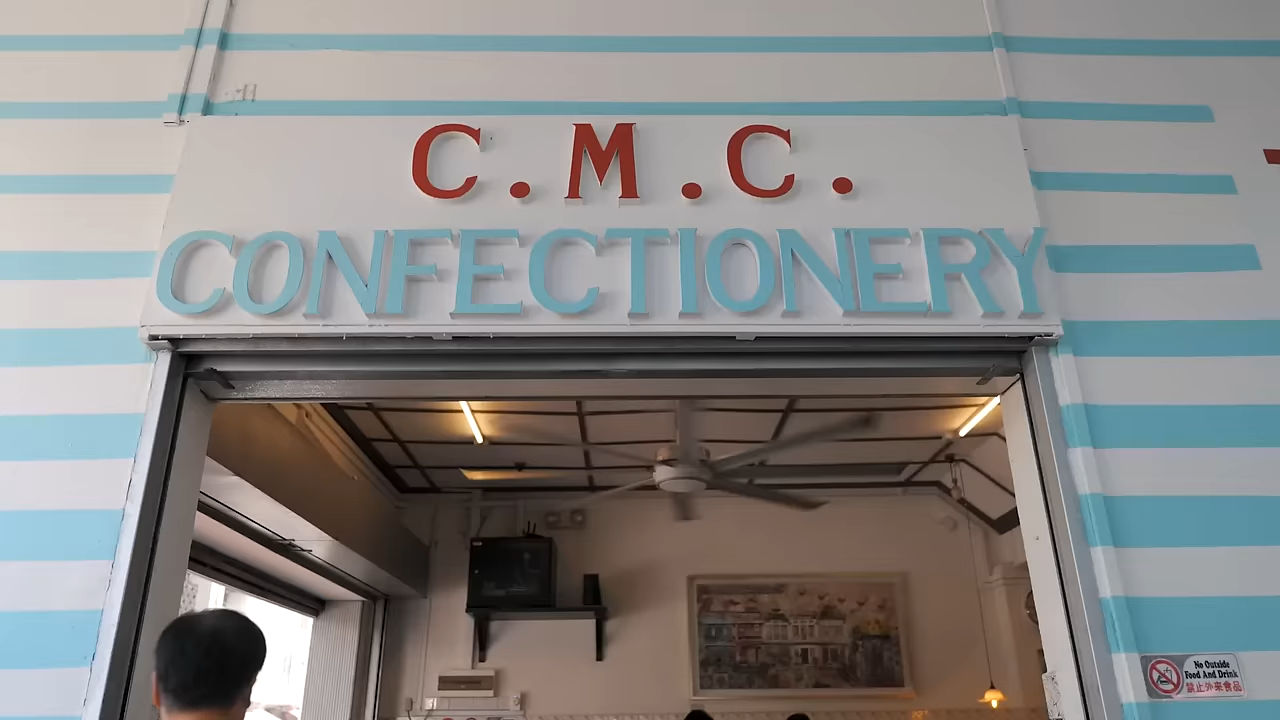 C.M.C.
CONFECTIONERY
No Outside
Food And Drink
禁止外来食品